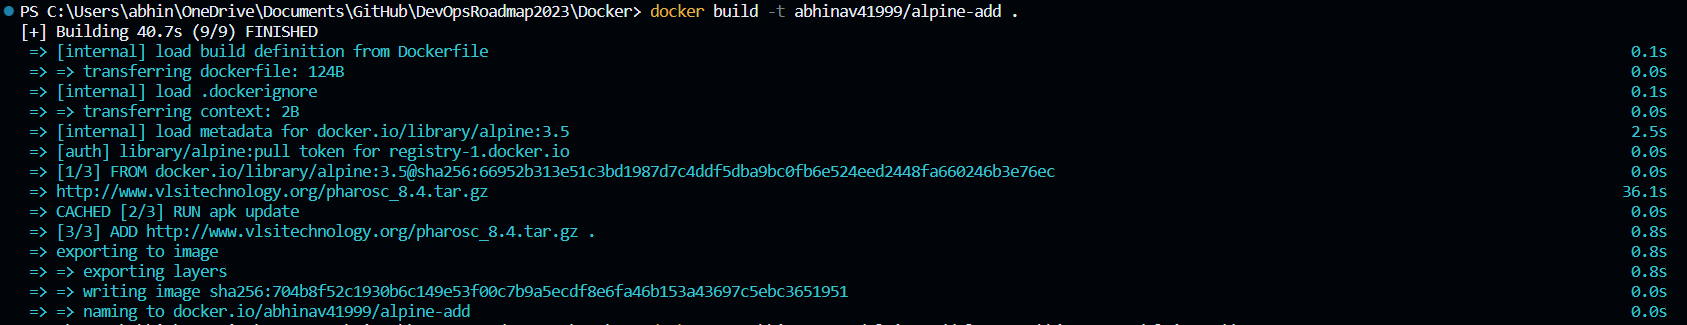 PS C:\Users\abhin\OneDrive\Documents\GitHub\DevOpsRoadmap2023\Docker> docker build -t abhinav41999/alpine-add .
[+] Building 40.7s (9/9) FINISHED
=> [internal] load build definition from Dockerfile 0.1s
=> => transferring dockerfile: 124B 0.0s
=> [internal] load .dockerignore 0.1s
=> => transferring context: 2B 0.0s
=> [internal] load metadata for docker.io/library/alpine:3.5 2.5s
=> [auth] library/alpine:pull token for registry-1.docker.io 0.0s
=> [1/3] FROM docker.io/library/alpine:3.5@sha256:66952b313e51c3bd1987d7c4ddf5dba9bc0fb6e524eed2448fa660246b3e76ec 0.0s
=> http://www.vlsitechnology.org/pharosc_8.4.tar.gz 36.1s
=> CACHED [2/3] RUN apk update 0.0s
=> [3/3] ADD http://www.vlsitechnology.org/pharosc_8.4.tar.gz . 0.8s
=> exporting to image 0.8s
=> => exporting layers 0.8s
=> => writing image sha256:704b8f52c1930b6c149e53f00c7b9a5ecdf8e6fa46b153a43697c5ebc3651951 0.0s
=> => naming to docker.io/abhinav41999/alpine-add 0.0s